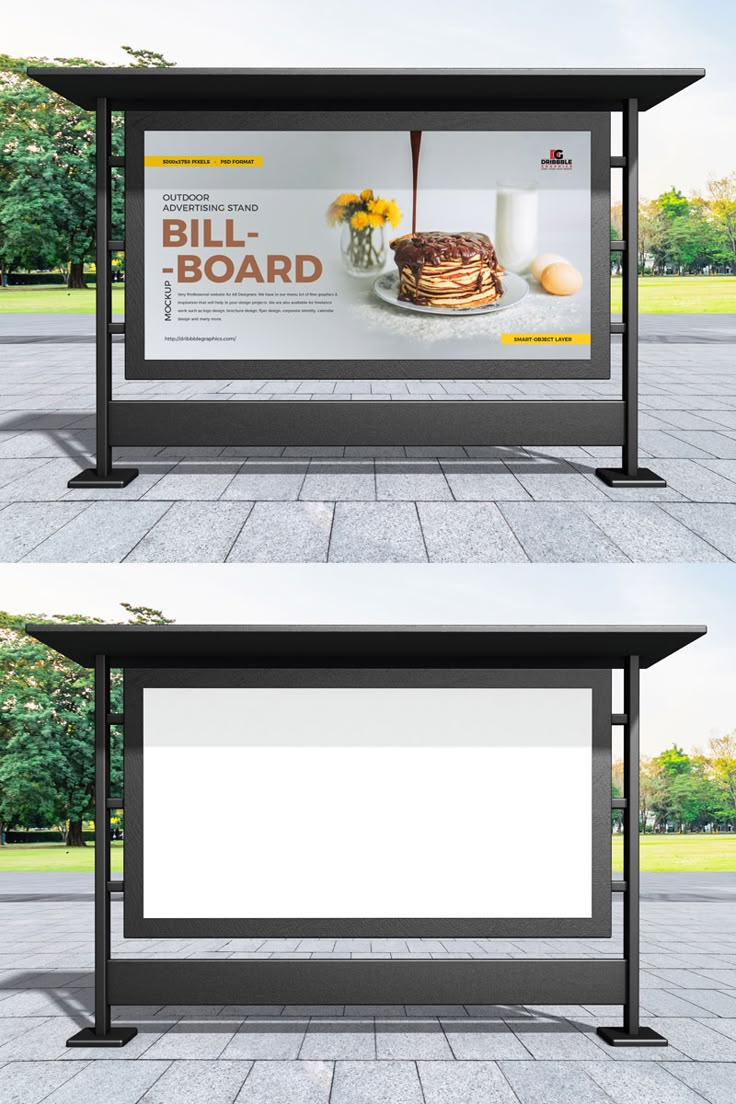 5000x3750 PIXELS - PSD FORMAT
DRIBBBLE
GRAPHICS
OUTDOOR
ADVERTISING STAND
BILL-
-BOARD
MOCKUP
Very Professional website for All Designers. We have in our menu list of free graphics &
inspiration that will help in your design projects. We are also available for freelance
work such as logo design, brochure design, flyer design, corporate identity, calendar
design and many more.
http://dribbblegraphics.com/
SMART-OBJECT LAYER